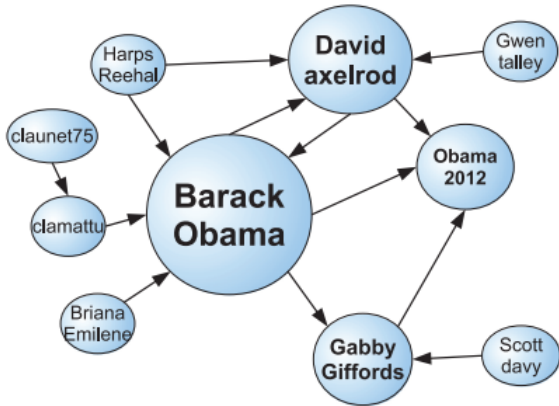 Harps
Reehal
David
axelrod
Gwen
talley
claunet75
Obama
2012
Barack
Obama
clamattu
Briana
Emilene
Gabby
Giffords
Scott
davy